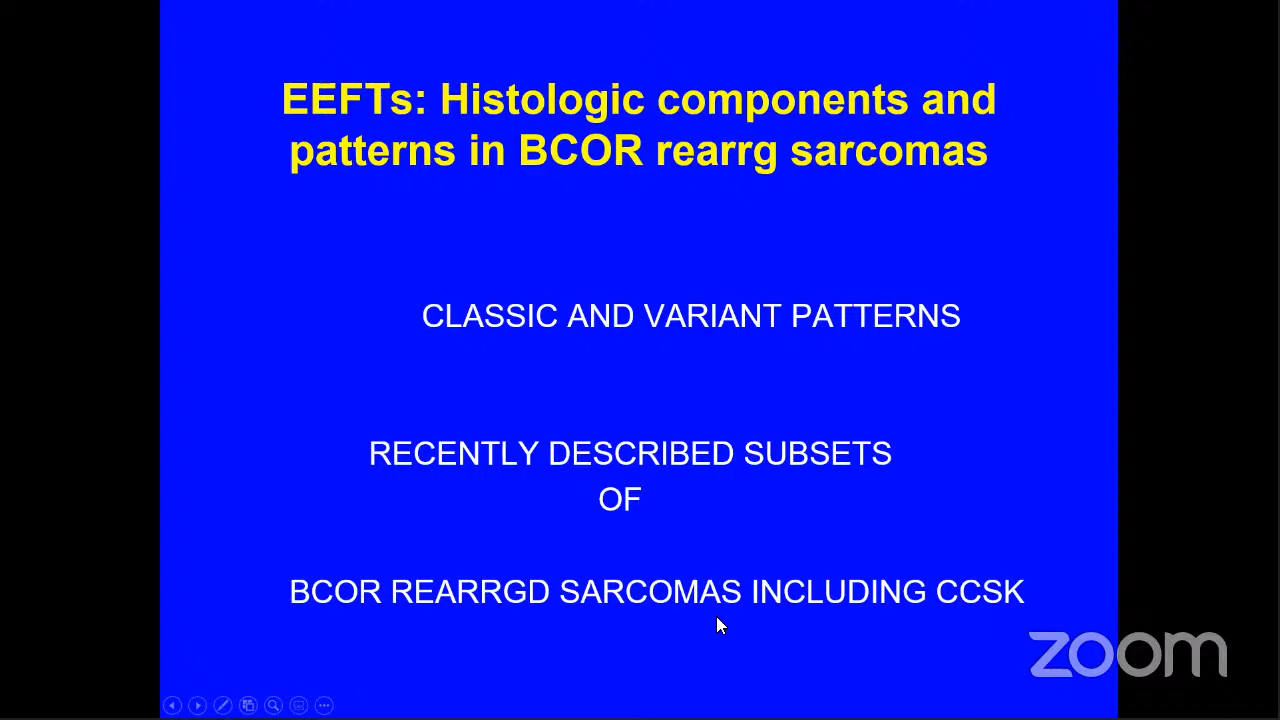 EEFTs: Histologic components and
patterns in BCOR rearrg sarcomas
CLASSIC AND VARIANT PATTERNS
RECENTLY DESCRIBED SUBSETS
OF
BCOR REARRGD SARCOMAS INCLUDING CCSK
zoom